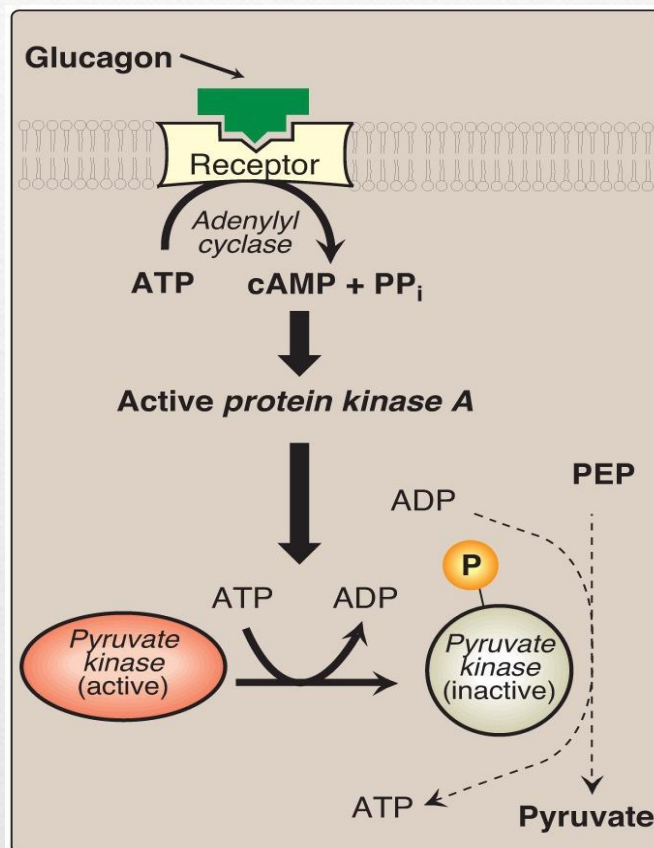 Glucagon
Receptor
Adenylyl
cyclase
ATP
cAMP + PPi
Active protein kinase A
PEP
ADP
P
ATP
ADP
Pyruvate
kinase
(active)
Pyruvate
kinase
(inactive)
ATP
Pyruvate